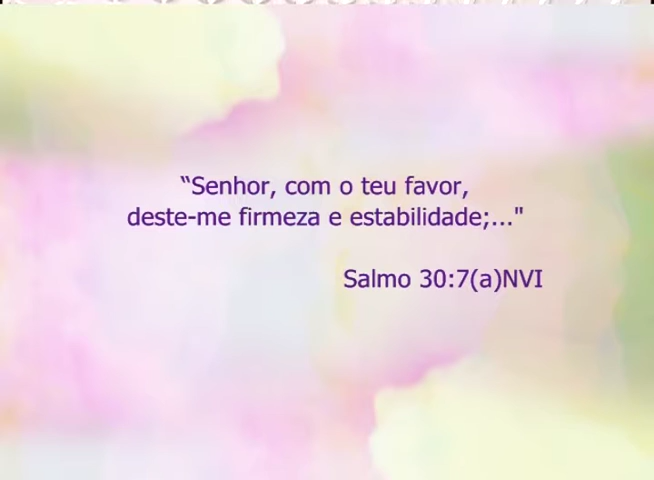 “Senhor, com o teu favor,
deste-me firmeza e estabilidade;..."
Salmo 30:7(a)NVI